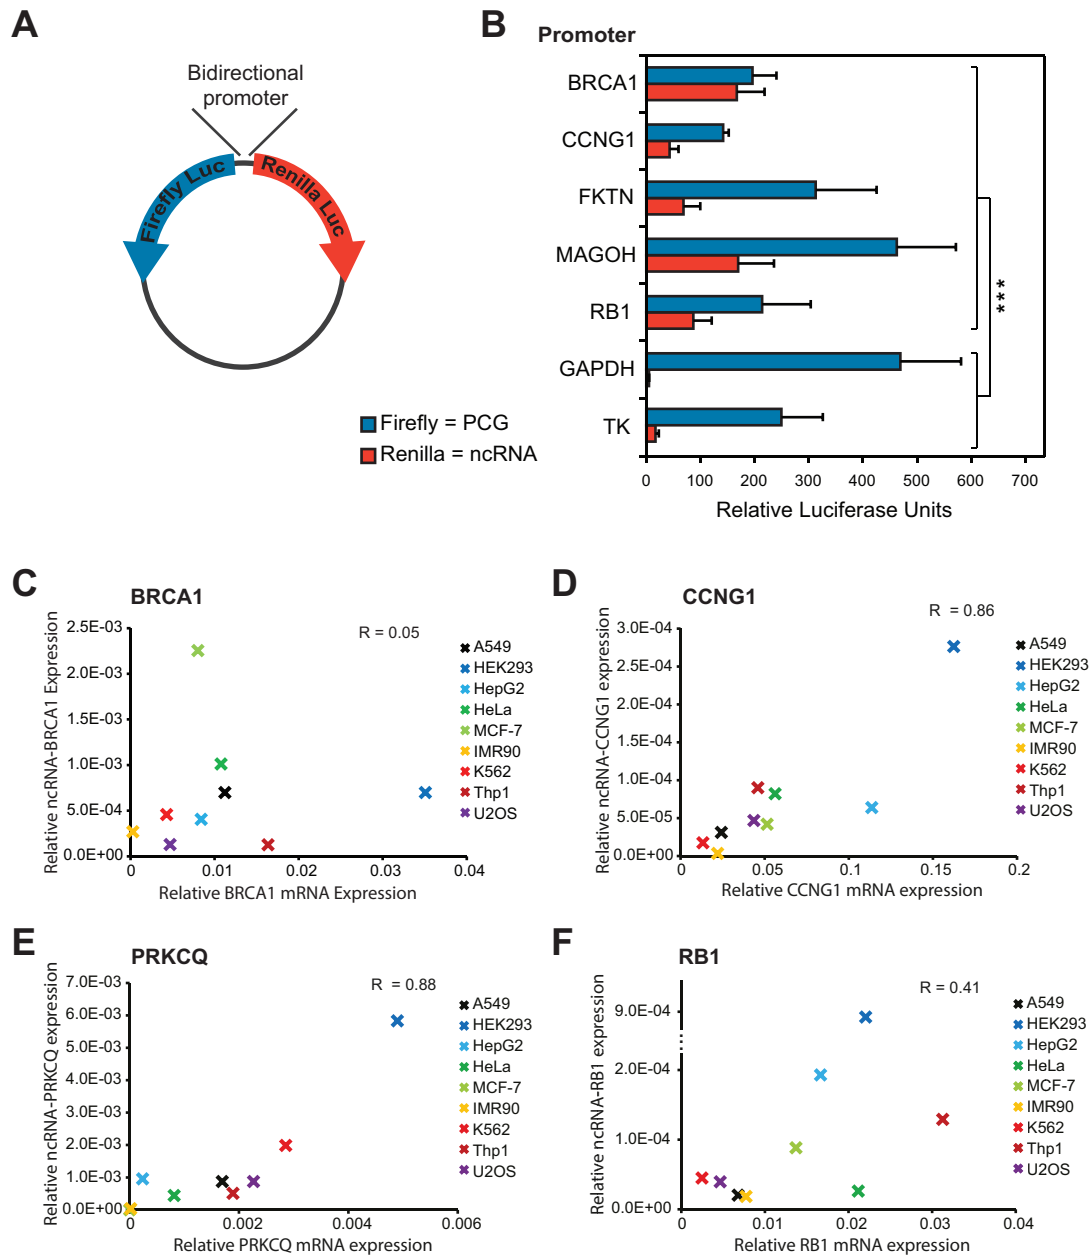 A
Bidirectional
promoter
Firefly Luc
Renilla Luc
Firefly = PCG
Renilla = ncRNA
B
Promoter
BRCA1
CCNG1
FKTN
MAGOH
RB1
GAPDH
TK
***
0 100 200 300 400 500 600 700
Relative Luciferase Units
C
BRCA1
R = 0.05
Relative ncRNA-BRCA1 Expression
2.5E-03
2.0E-03
1.5E-03
1.0E-03
5.0E-04
0.0E+00
0 0.01 0.02 0.03 0.04
Relative BRCA1 mRNA Expression
A549
HEK293
HepG2
HeLa
MCF-7
IMR90
K562
Thp1
U2OS
D
CCNG1
R = 0.86
Relative ncRNA-CCNG1 expression
3.0E-04
2.5E-04
2.0E-04
1.5E-04
1.0E-04
5.0E-05
0.0E+00
0 0.05 0.1 0.15 0.2
Relative CCNG1 mRNA expression
A549
HEK293
HepG2
HeLa
MCF-7
IMR90
K562
Thp1
U2OS
E
PRKCQ
R = 0.88
Relative ncRNA-PRKCQ expression
7.0E-03
6.0E-03
5.0E-03
4.0E-03
3.0E-03
2.0E-03
1.0E-03
0.0E+00
0 0.002 0.004 0.006
Relative PRKCQ mRNA expression
A549
HEK293
HepG2
HeLa
MCF-7
IMR90
K562
Thp1
U2OS
F
RB1
R = 0.41
Relative ncRNA-RB1 expression
9.0E-04
2.0E-04
1.0E-04
0.0E+00
0 0.01 0.02 0.03 0.04
Relative RB1 mRNA expression
A549
HEK293
HepG2
HeLa
MCF-7
IMR90
K562
Thp1
U2OS